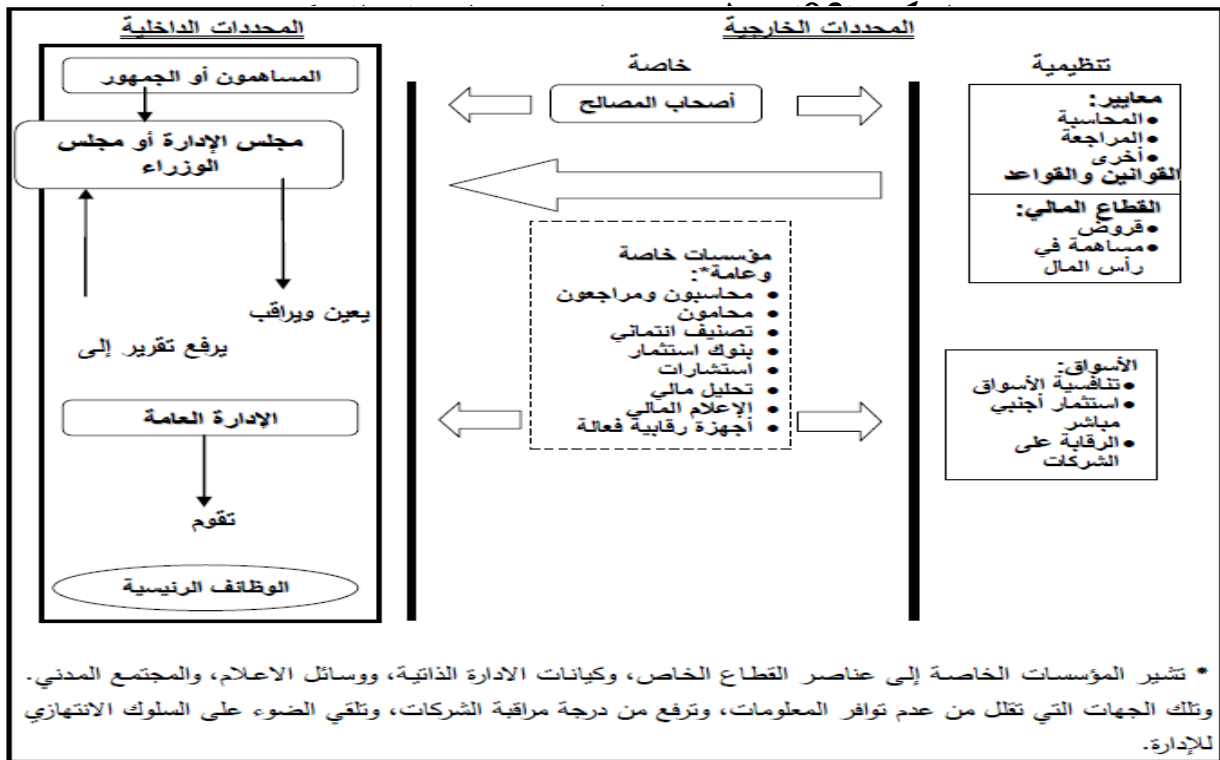 المحددات الخارجية
المحددات الداخلية
تنظيمية
خاصة
معايير:
•المحاسبة
•المراجعة
•أخرى
القوانين والقواعد
القطاع المالي:
•قروض
•مساهمة في
رأس المال
الأسواق:
•تنافسية الأسواق
•استثمار أجنبي
مباشر
•الرقابة على
الشركات
أصحاب المصالح
مؤسسات خاصة
وعامة*:
• محاسبون ومراجعون
• محامون
• تصنيف ائتماني
• بنوك استثمار
• استشارات
• تحليل مالي
• الإعلام المالي
• أجهزة رقابية فعالة
المساهمون أو الجمهور
مجلس الإدارة أو مجلس
الوزراء
يعين ويراقب
يرفع تقرير إلى
الإدارة العامة
تقوم
الوظائف الرئيسية
* تشير المؤسسات الخاصة إلى عناصر القطاع الخاص، وكيانات الادارة الذاتية، ووسائل الاعلام، والمجتمع المدني.
وتلك الجهات التي تقلل من عدم توافر المعلومات، وترفع من درجة مراقبة الشركات، وتلقي الضوء على السلوك الانتهازي
للإدارة.